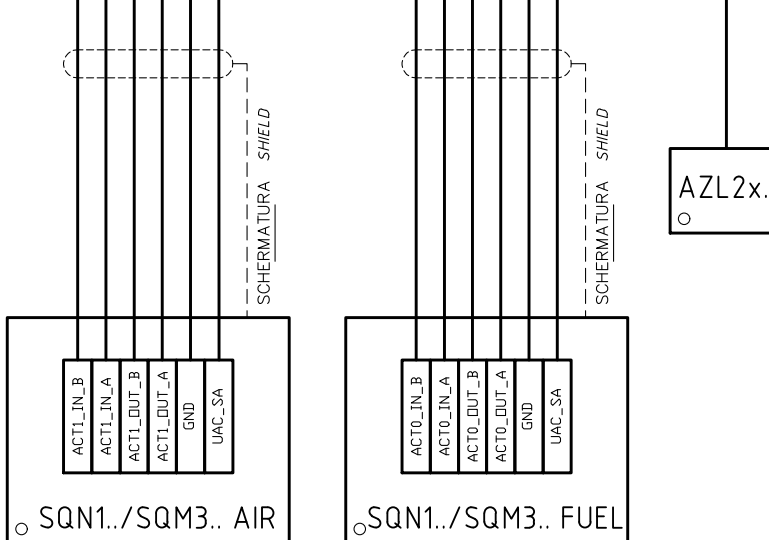 SCHERMATURA SHIELD
SCHERMATURA SHIELD
AZL2x.
ACT1_IN_B
ACT1_IN_A
ACT1_OUT_B
ACT1_OUT_A
GND
UAC_SA
ACT0_IN_B
ACT0_IN_A
ACT0_OUT_B
ACT0_OUT_A
GND
UAC_SA
SQN1../SQM3.. AIR
SQN1../SQM3.. FUEL